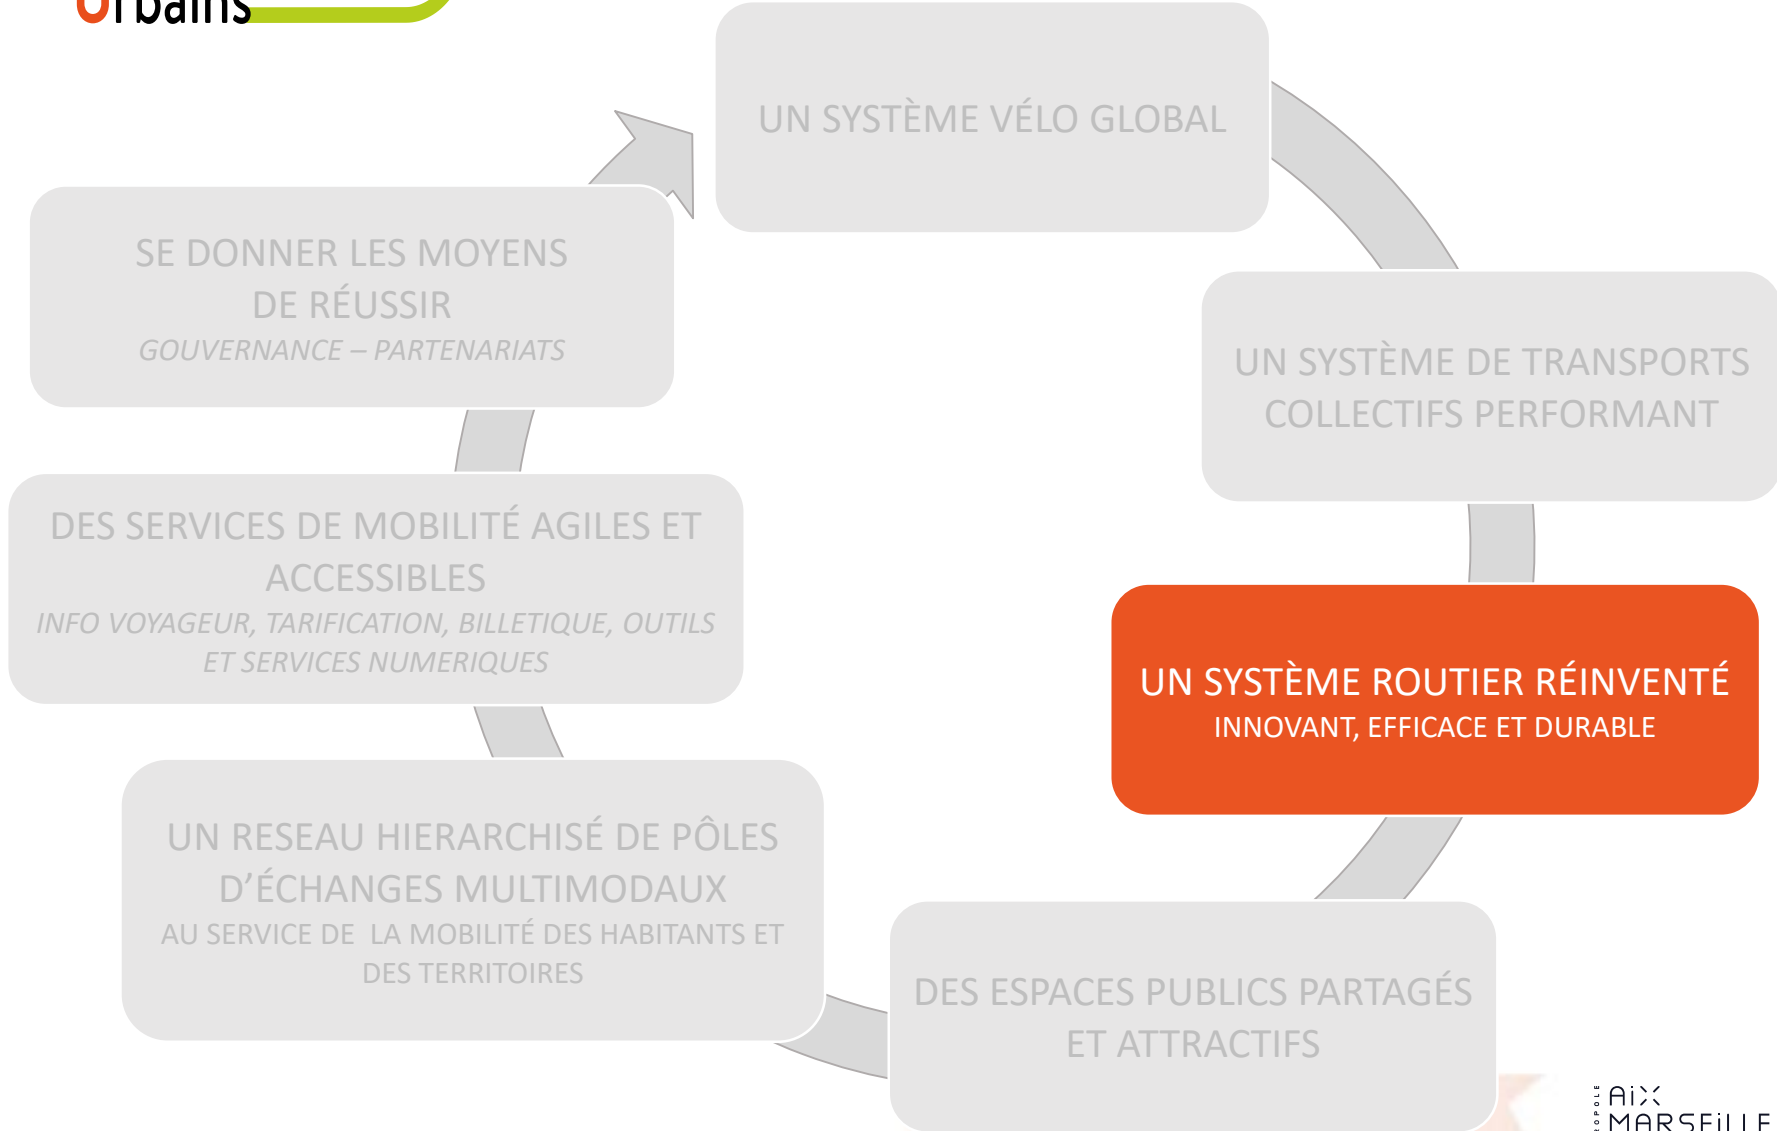 Urbains
UN SYSTÈME VÉLO GLOBAL
SE DONNER LES MOYENS
DE RÉUSSIR
GOUVERNANCE – PARTENARIATS
UN SYSTÈME DE TRANSPORTS
COLLECTIFS PERFORMANT
DES SERVICES DE MOBILITÉ AGILES ET
ACCESSIBLES
INFO VOYAGEUR, TARIFICATION, BILLETIQUE, OUTILS
ET SERVICES NUMERIQUES
UN SYSTÈME ROUTIER RÉINVENTÉ
INNOVANT, EFFICACE ET DURABLE
UN RESEAU HIERARCHISÉ DE PÔLES
D’ÉCHANGES MULTIMODAUX
AU SERVICE DE LA MOBILITÉ DES HABITANTS ET
DES TERRITOIRES
DES ESPACES PUBLICS PARTAGÉS
ET ATTRACTIFS
AiX
MARSEiLLE